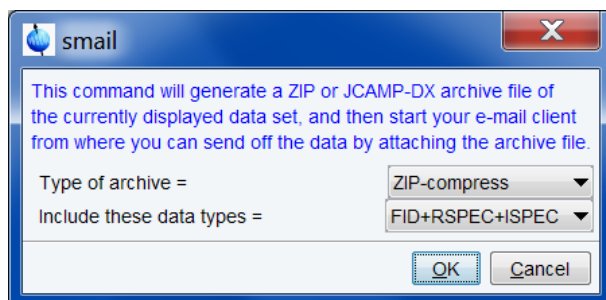 smail
This command will generate a ZIP or JCAMP-DX archive file of
the currently displayed data set, and then start your e-mail client
from where you can send off the data by attaching the archive file.
Type of archive = ZIP-compress
Include these data types = FID+RSPEC+ISPEC
OK Cancel